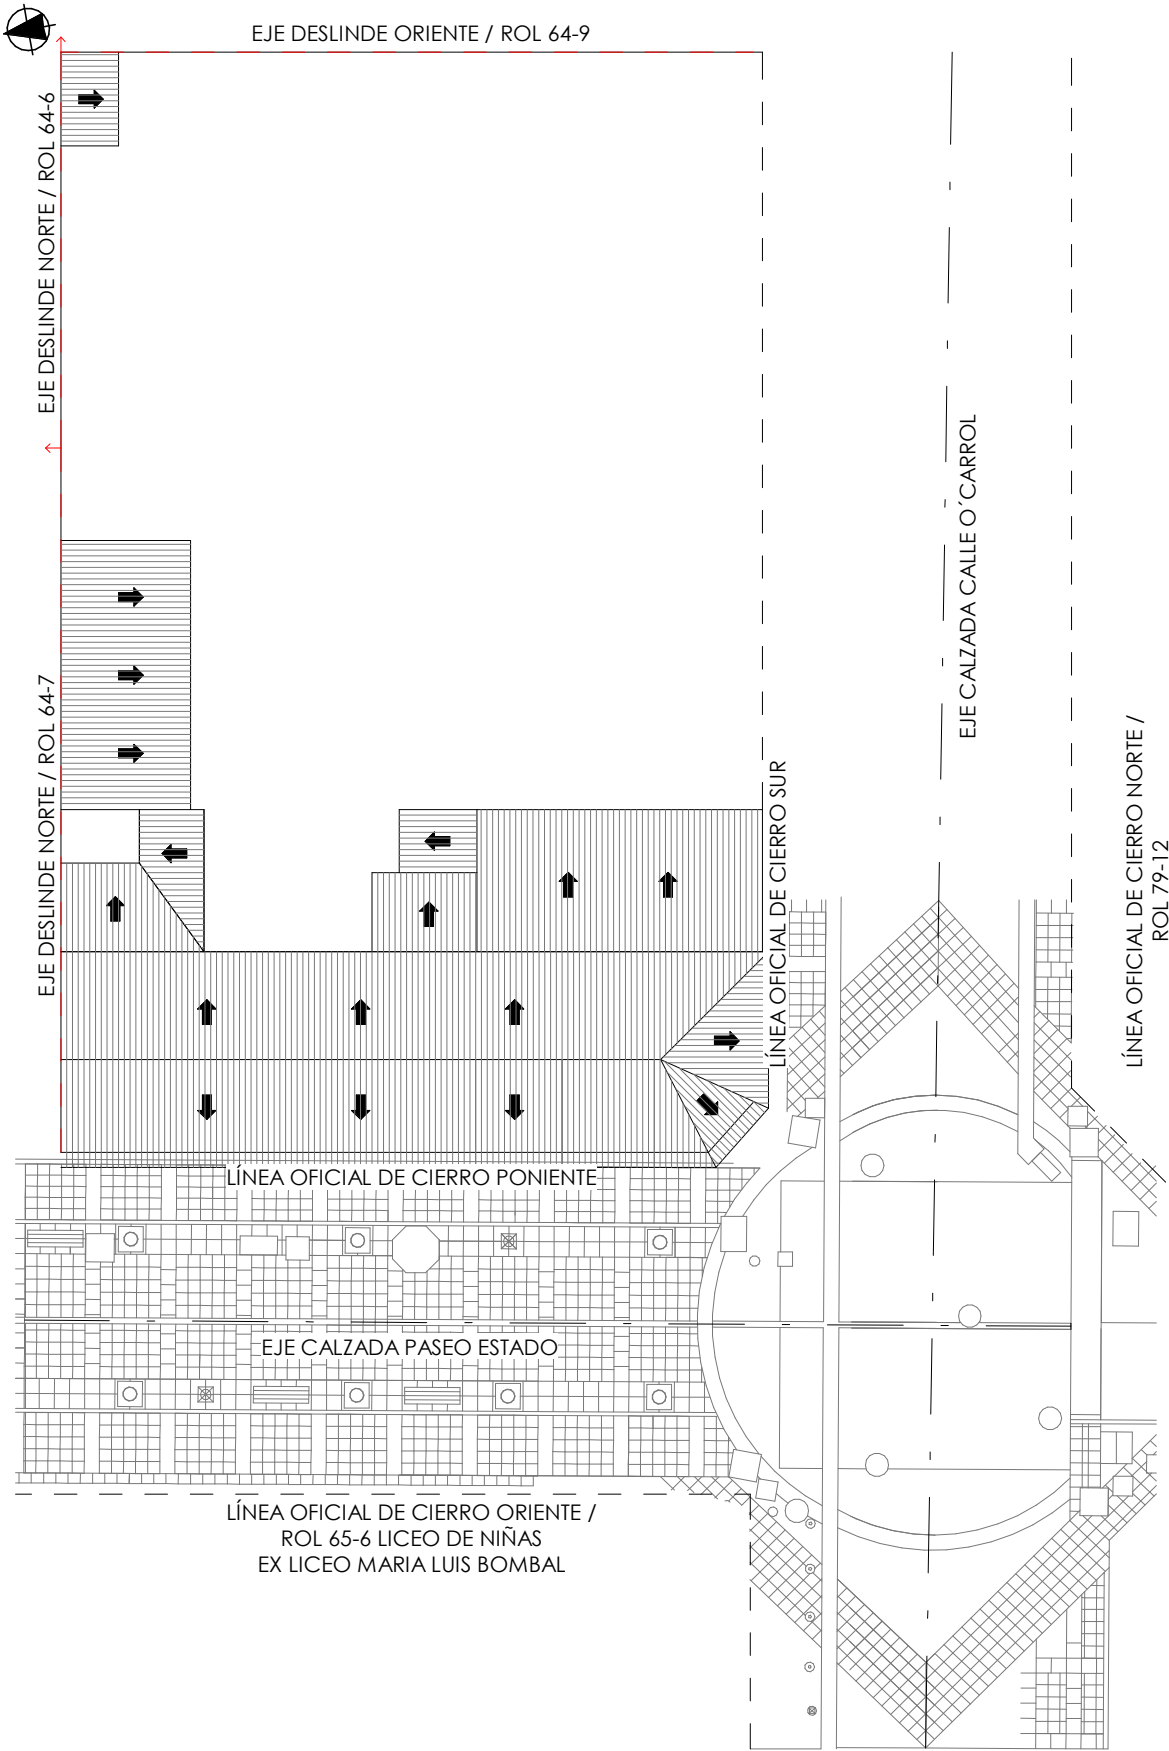 EJE DESLINDE ORIENTE / ROL 64-9
EJE DESLINDE NORTE / ROL 64-6
EJE DESLINDE NORTE / ROL 64-7
EJE CALZADA CALLE O´CARROL
LÍNEA OFICIAL DE CIERRO SUR
LÍNEA OFICIAL DE CIERRO NORTE /
ROL 79-12
LÍNEA OFICIAL DE CIERRO PONIENTE
EJE CALZADA PASEO ESTADO
LÍNEA OFICIAL DE CIERRO ORIENTE /
ROL 65-6 LICEO DE NIÑAS
EX LICEO MARIA LUIS BOMBAL